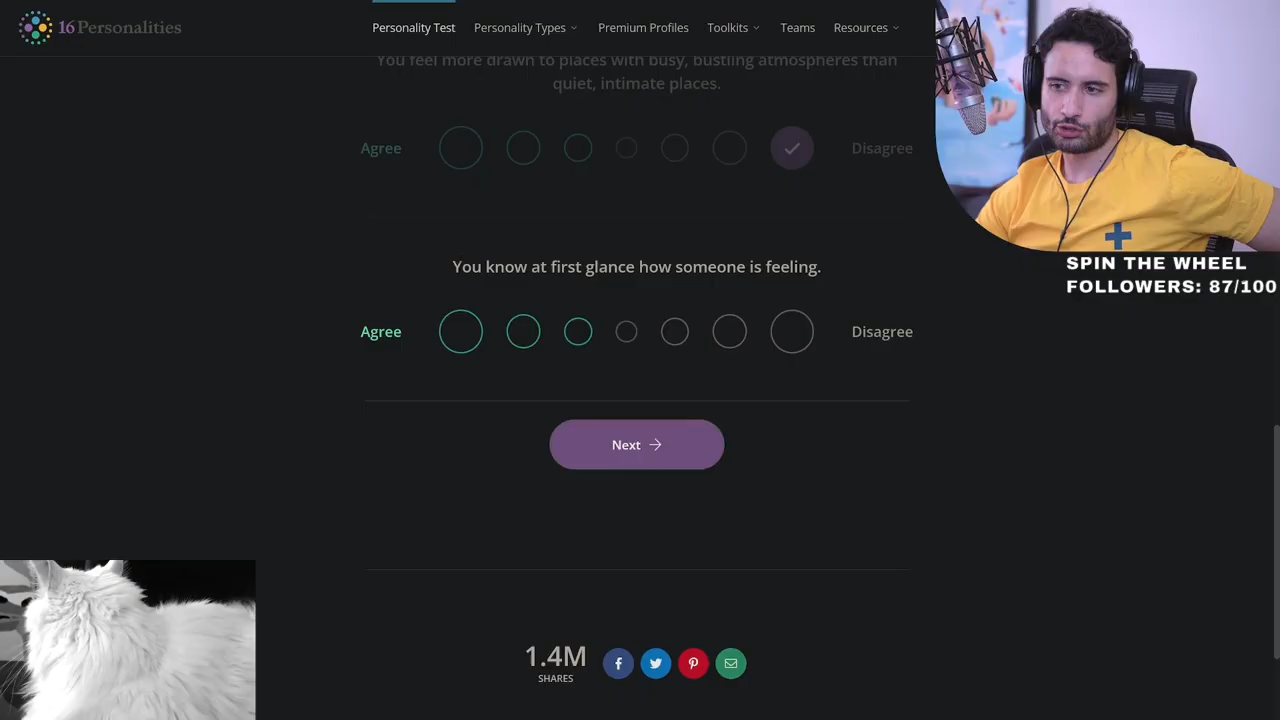 16Personalities
Personality Test
Personality Types
Premium Profiles
Toolkits
Teams
Resources
You feel more drawn to places with busy, bustling atmospheres than
quiet, intimate places.
Agree
Disagree
SPIN THE WHEEL
FOLLOWERS: 87/100
You know at first glance how someone is feeling.
Agree
Disagree
Next
1.4M
SHARES